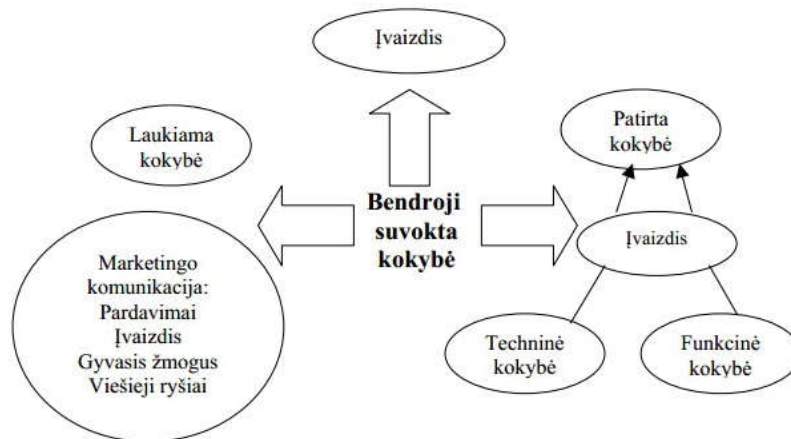 Įvaizdis
Laukiama
kokybė
Patirta
kokybė
Bendroji
suvokta
kokybė
Įvaizdis
Marketingo
komunikacija:
Pardavimai
Įvaizdis
Gyvasis žmogus
Viešieji ryšiai
Techninė
kokybė
Funkcinė
kokybė